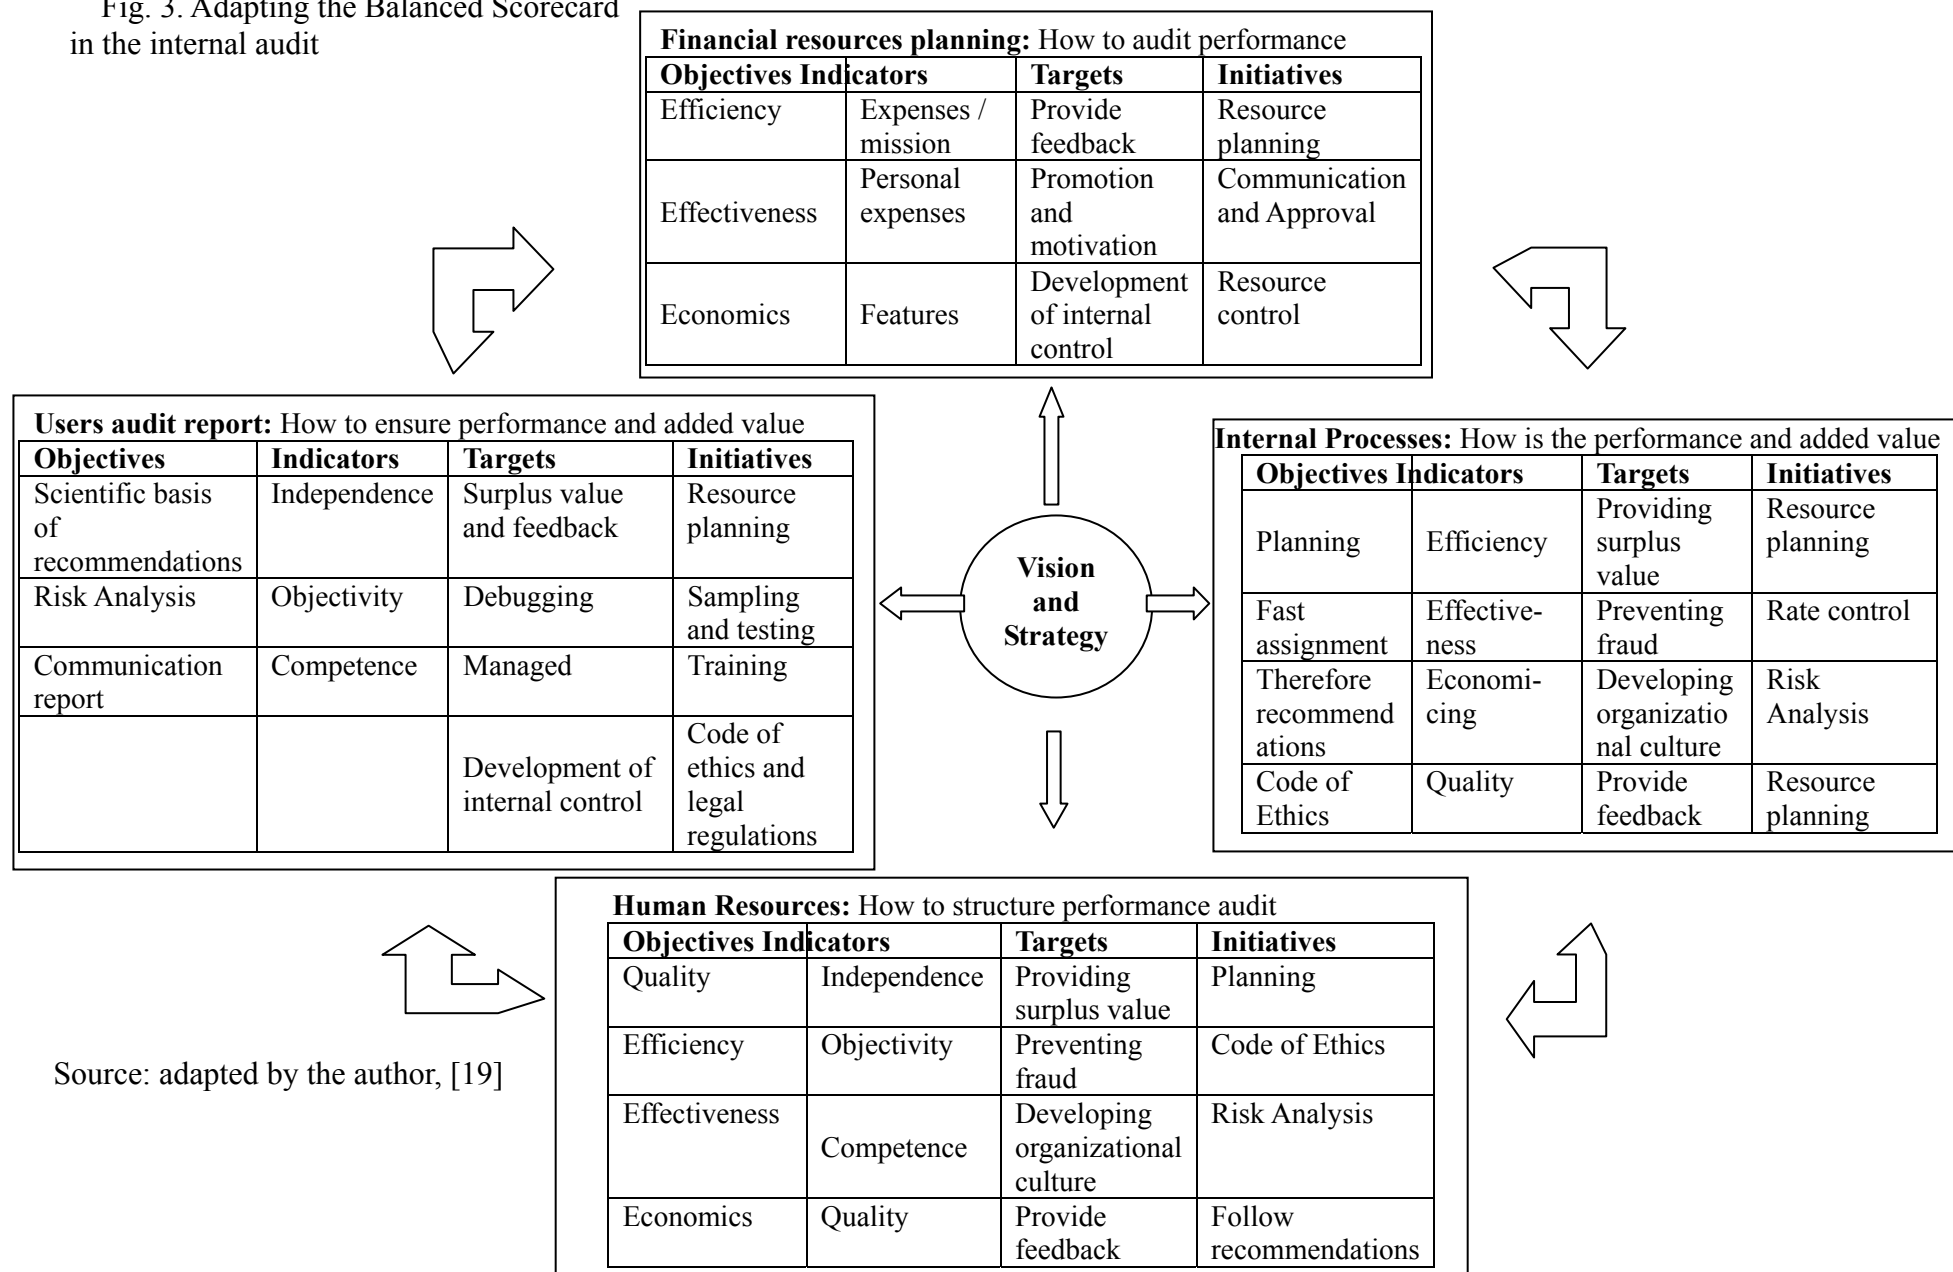 Fig. 3. Adapting the Balanced Scorecard
in the internal audit
Financial resources planning: How to audit performance
Objectives Indicators Targets Initiatives
Efficiency Expenses / Provide Resource
mission feedback planning
Personal Promotion Communication
Effectiveness expenses and and Approval
motivation
Development Resource
Economics Features of internal control
control
Users audit report: How to ensure performance and added value
Objectives Indicators Targets Initiatives
Scientific basis Independence Surplus value Resource
of and feedback planning
recommendations
Risk Analysis Objectivity Debugging Sampling
and testing
Communication Competence Managed Training
report
Code of
Development of ethics and
internal control legal
regulations
Vision
and
Strategy
Internal Processes: How is the performance and added value
Objectives Indicators Targets Initiatives
Providing Resource
Planning Efficiency surplus planning
value
Fast Effective- Preventing Rate control
assignment ness fraud
Therefore Economi- Developing Risk
recommend cing organizatio Analysis
ations nal culture
Code of Quality Provide Resource
Ethics feedback planning
Human Resources: How to structure performance audit
Objectives Indicators Targets Initiatives
Quality Independence Providing Planning
surplus value
Efficiency Objectivity Preventing Code of Ethics
fraud
Effectiveness Developing Risk Analysis
Competence organizational
culture
Economics Quality Provide Follow
feedback recommendations
Source: adapted by the author, [19]